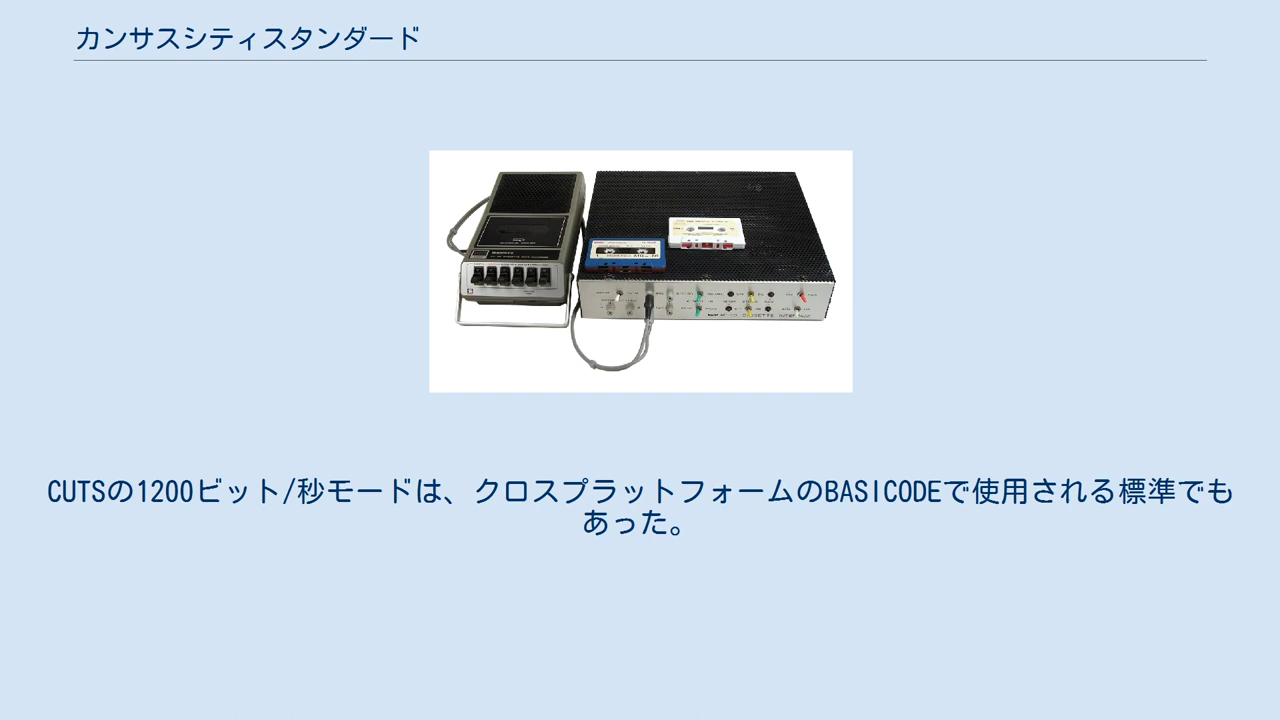 カンサスシティスタンダード
CUTSの1200ビット/秒モードは、クロスプラットフォームのBASICODEで使用される標準でも
あった。